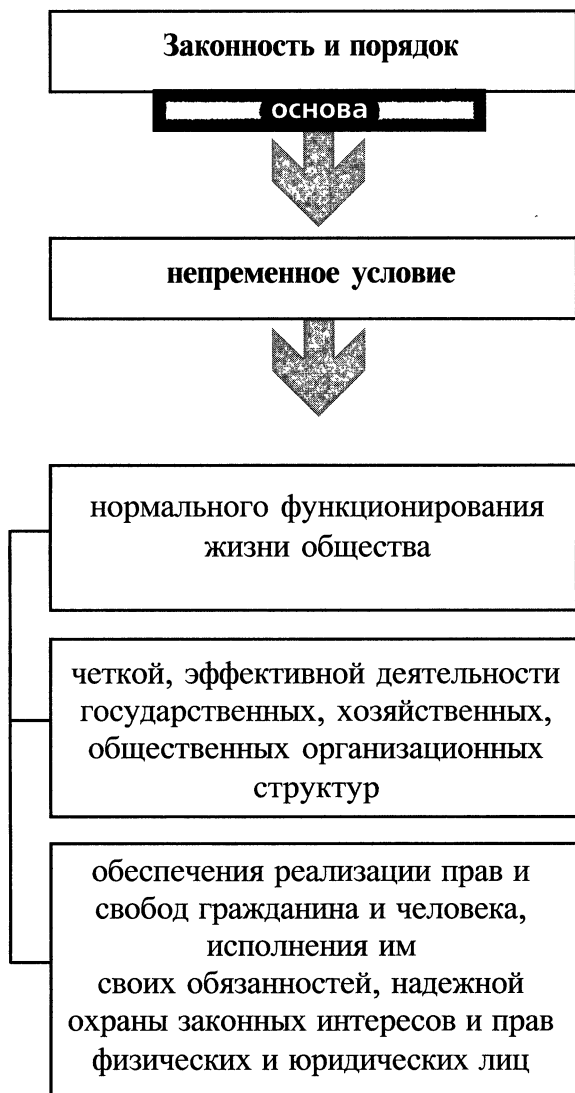 Законность и порядок
основа
непременное условие
нормального функционирования
жизни общества
четкой, эффективной деятельности
государственных, хозяйственных,
общественных организационных
структур
обеспечения реализации прав и
свобод гражданина и человека,
исполнения им
своих обязанностей, надежной
охраны законных интересов и прав
физических и юридических лиц